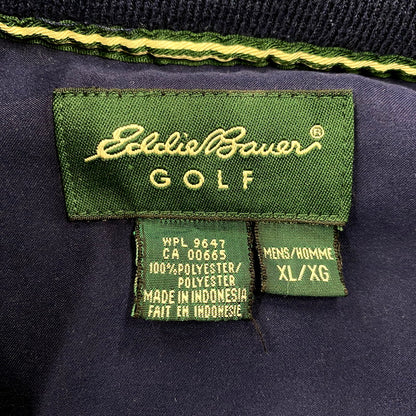 Eddie Bauer®
GOLF
WPL 9647
CA 00665
100% POLYESTER/
POLYESTER
MADE IN INDONESIA
FAIT EN INDONÉSIE
MENS/HOMME
XL/XG